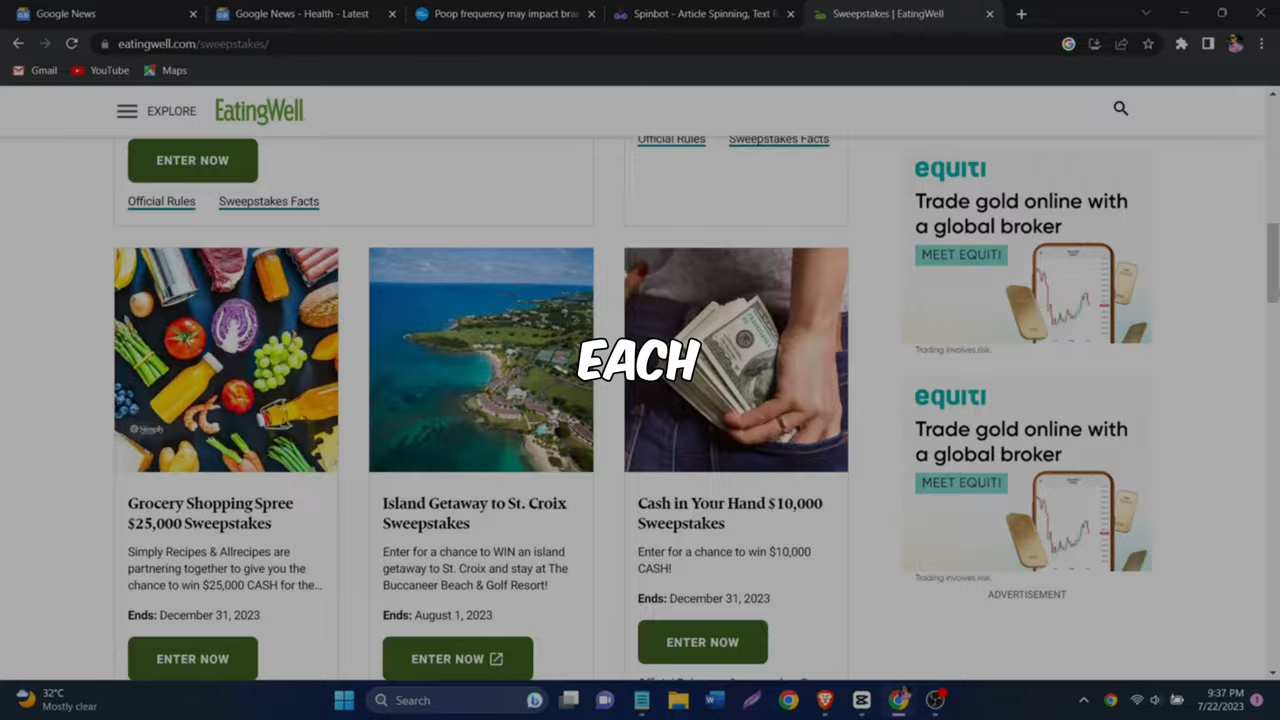 Google News
Google News - Health - Latest
Poop frequency may impact bra
Spinbot - Article Spinning, Text R
Sweepstakes | EatingWell
eatingwell.com/sweepstakes/
Gmail
YouTube
Maps
EXPLORE
EatingWell
ENTER NOW
Official Rules
Sweepstakes Facts
Official Rules
Sweepstakes Facts
equiti
Trade gold online with
a global broker
MEET EQUITI
Trading involves risk.
Simply
EACH
equiti
Trade gold online with
a global broker
MEET EQUITI
Trading involves risk.
ADVERTISEMENT
Grocery Shopping Spree
$25,000 Sweepstakes
Simply Recipes & Allrecipes are
partnering together to give you the
chance to win $25,000 CASH for the...
Ends: December 31, 2023
ENTER NOW
Island Getaway to St. Croix
Sweepstakes
Enter for a chance to WIN an island
getaway to St. Croix and stay at The
Buccaneer Beach & Golf Resort!
Ends: August 1, 2023
ENTER NOW
Cash in Your Hand $10,000
Sweepstakes
Enter for a chance to win $10,000
CASH!
Ends: December 31, 2023
ENTER NOW
32°C
Mostly clear
Search
9:37 PM
7/22/2023
1